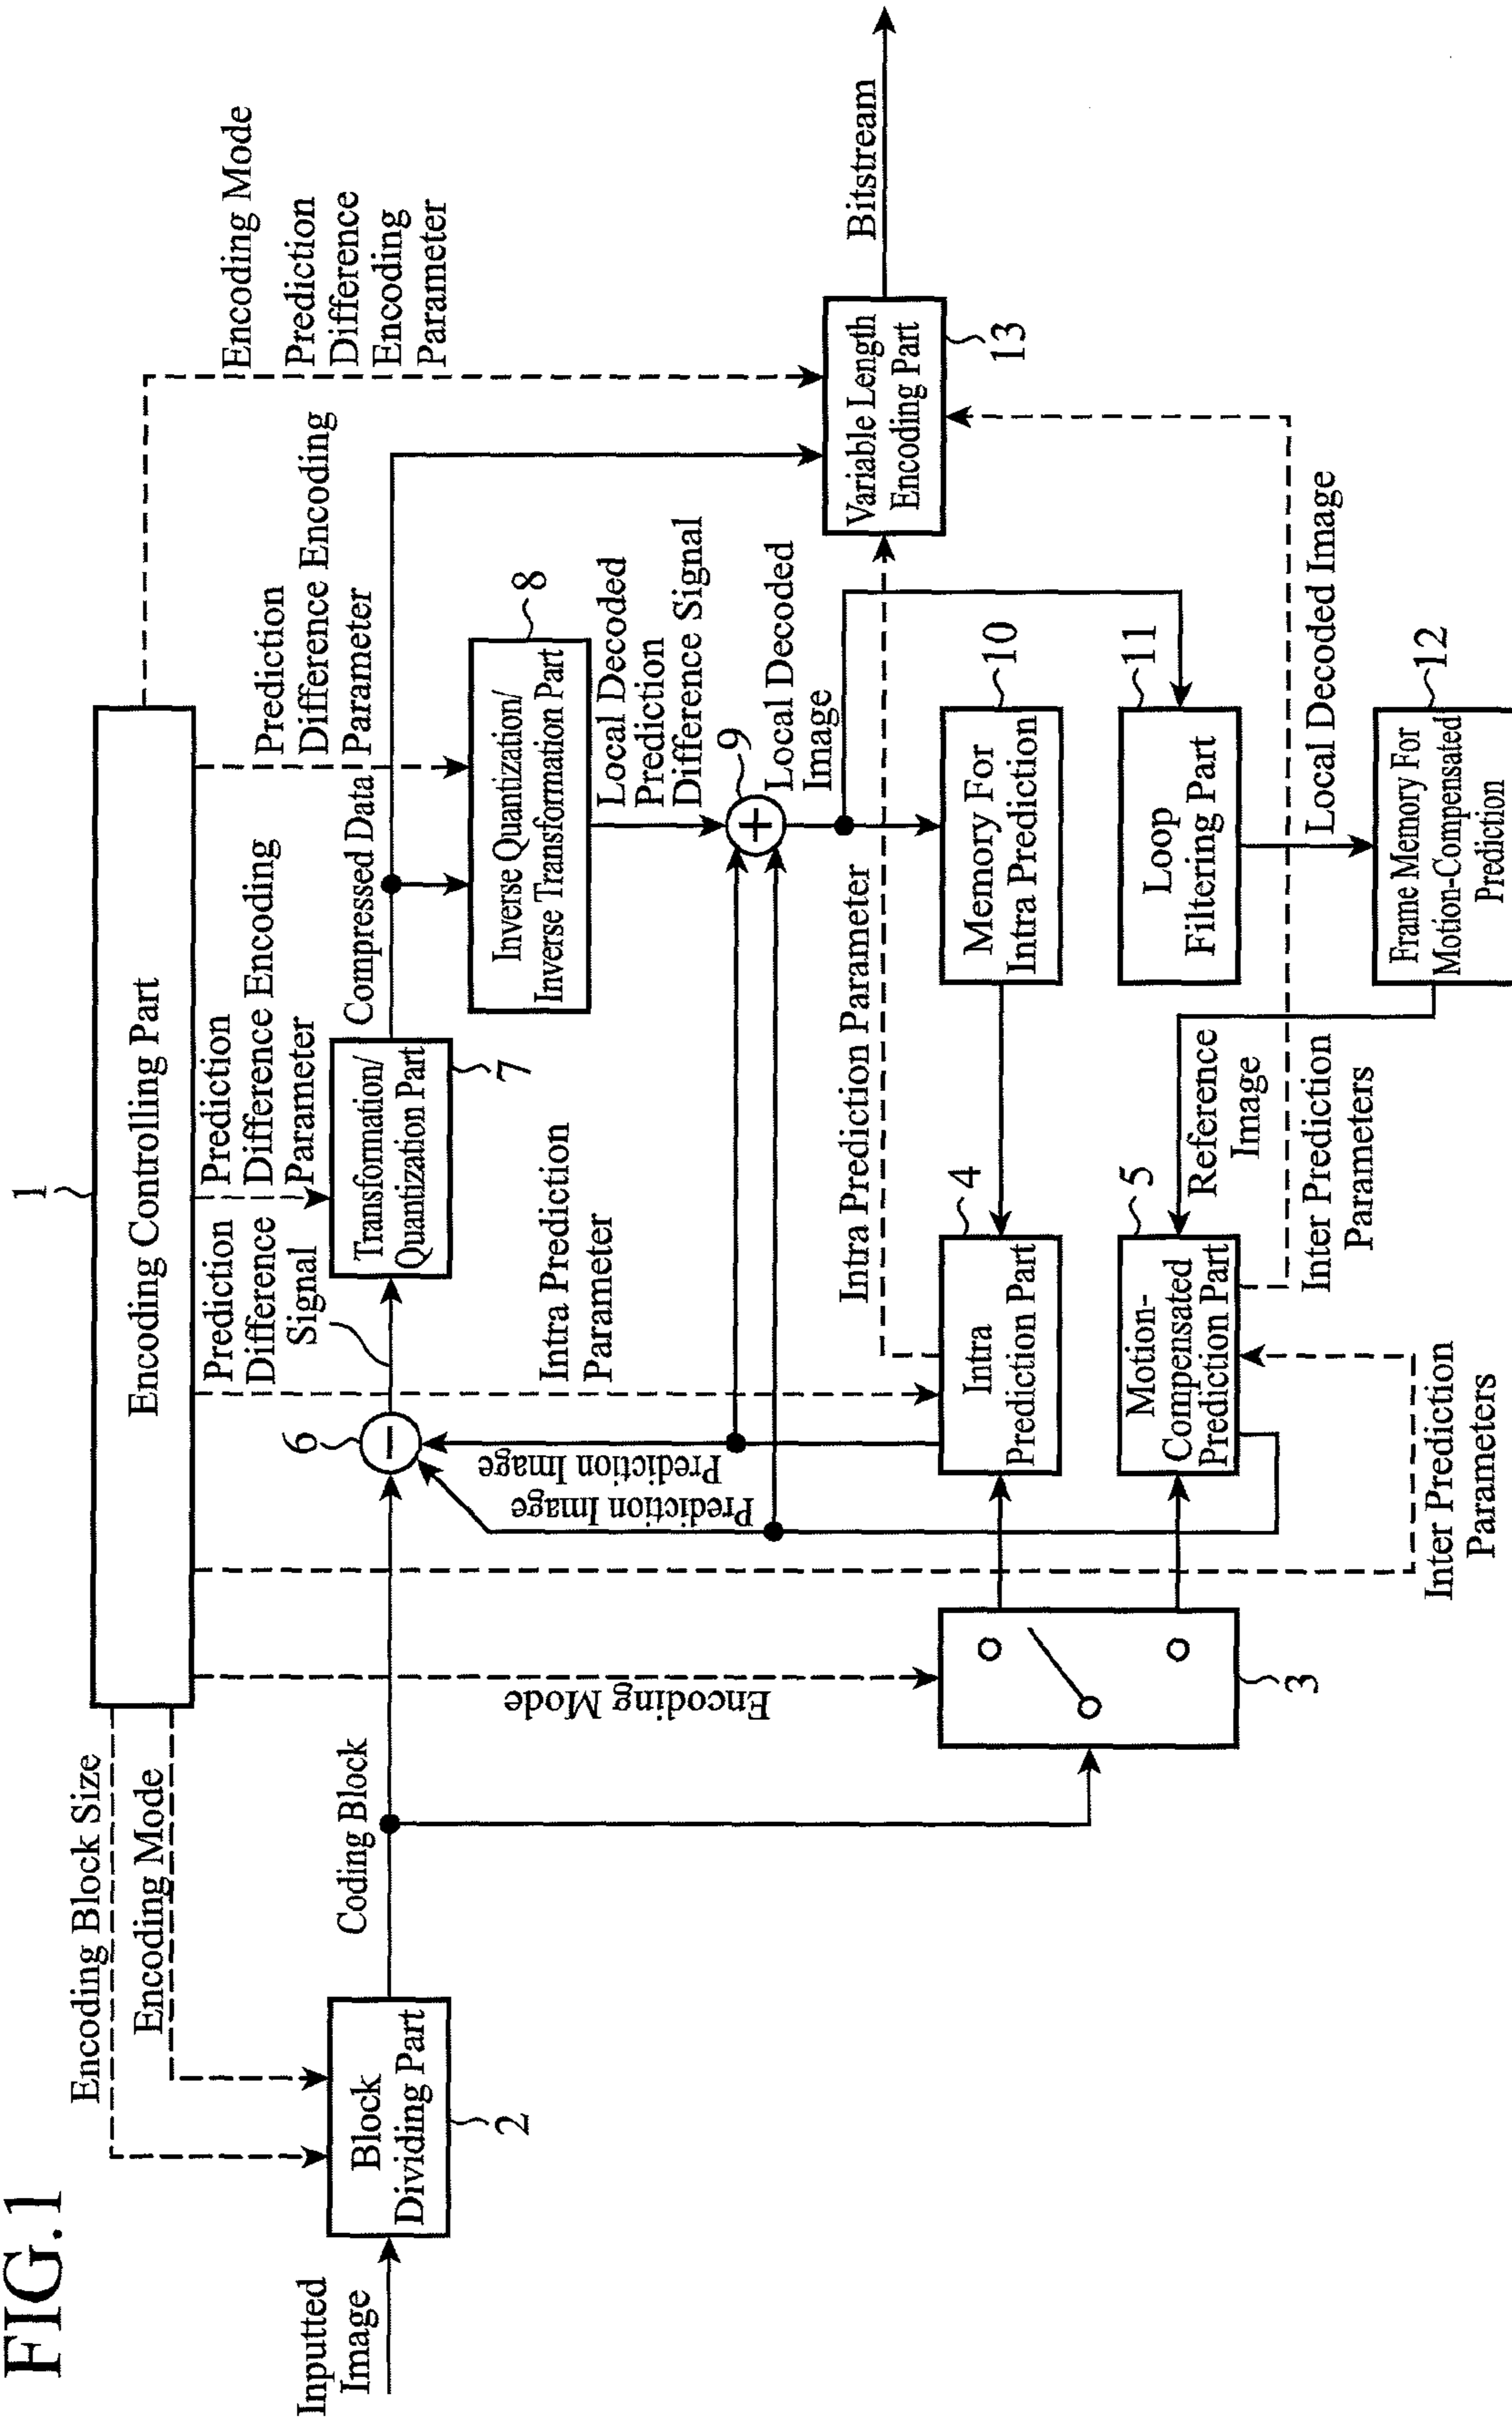 FIG.1
1
Encoding Controlling Part
Encoding Block Size
Encoding Mode
Inputted
Image
Block
Dividing Part
2
Coding Block
Encoding Mode
3
6
Prediction
Difference
Signal
Prediction
Difference Encoding
Parameter
Transformation/
Quantization Part
7
Compressed Data
Prediction
Difference Encoding
Parameter
Inverse Quantization/
Inverse Transformation Part
8
Encoding Mode
Prediction
Difference
Encoding
Parameter
Local Decoded
Prediction
Difference Signal
9
Local Decoded
Image
Prediction Image
Prediction Image
Intra Prediction
Parameter
Intra
Prediction Part
4
Intra Prediction Parameter
Memory For
Intra Prediction
10
Variable Length
Encoding Part
13
Bitstream
Motion-
Compensated
Prediction Part
5
Reference
Image
Loop
Filtering Part
11
Local Decoded Image
Frame Memory For
Motion-Compensated
Prediction
12
Inter Prediction
Parameters
Inter Prediction
Parameters